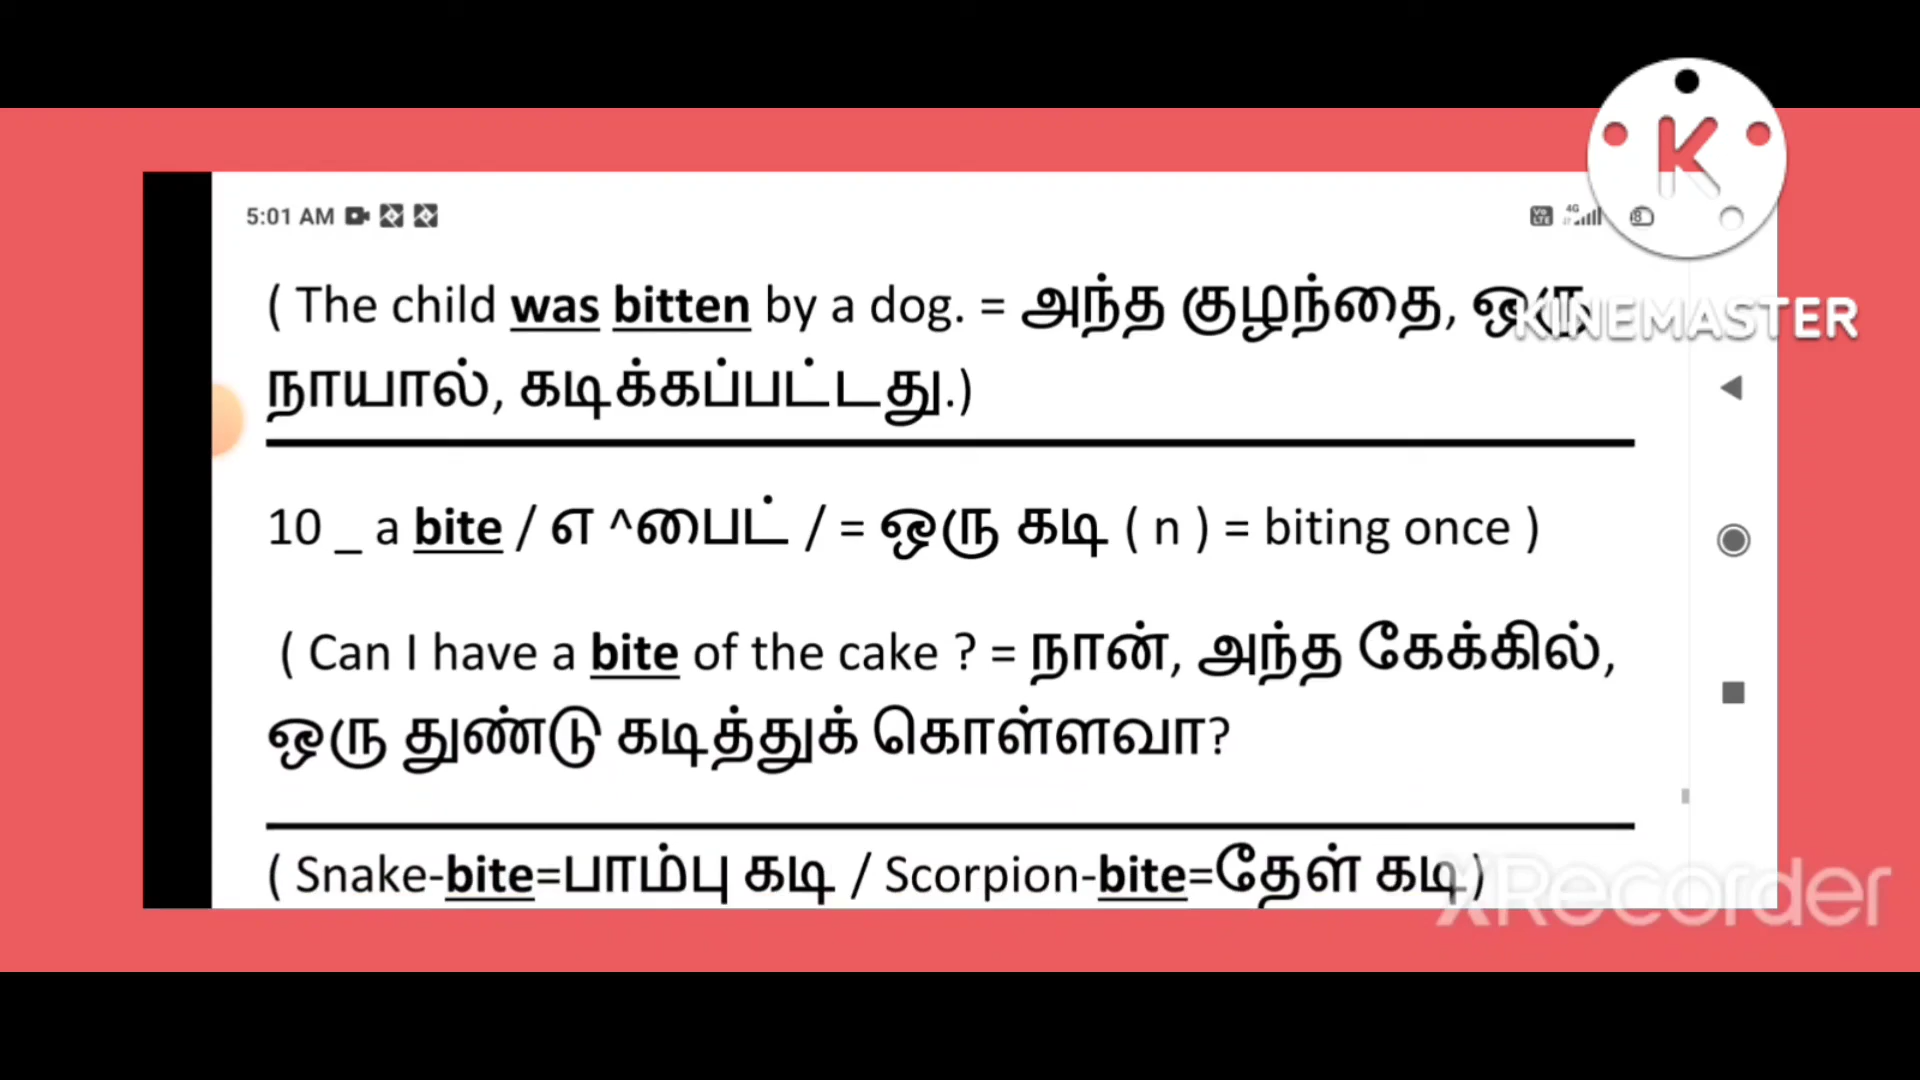 5:01 AM
4G
KINEMASTER
( The child was bitten by a dog. = அந்த குழந்தை, ஒரு
நாயால், கடிக்கப்பட்டது.)
10 _ a bite / எ ^பைட் / = ஒரு கடி ( n ) = biting once )
( Can I have a bite of the cake ? = நான், அந்த கேக்கில்,
ஒரு துண்டு கடித்துக் கொள்ளவா?
( Snake-bite=பாம்பு கடி / Scorpion-bite=தேள் கடி)
XRecorder